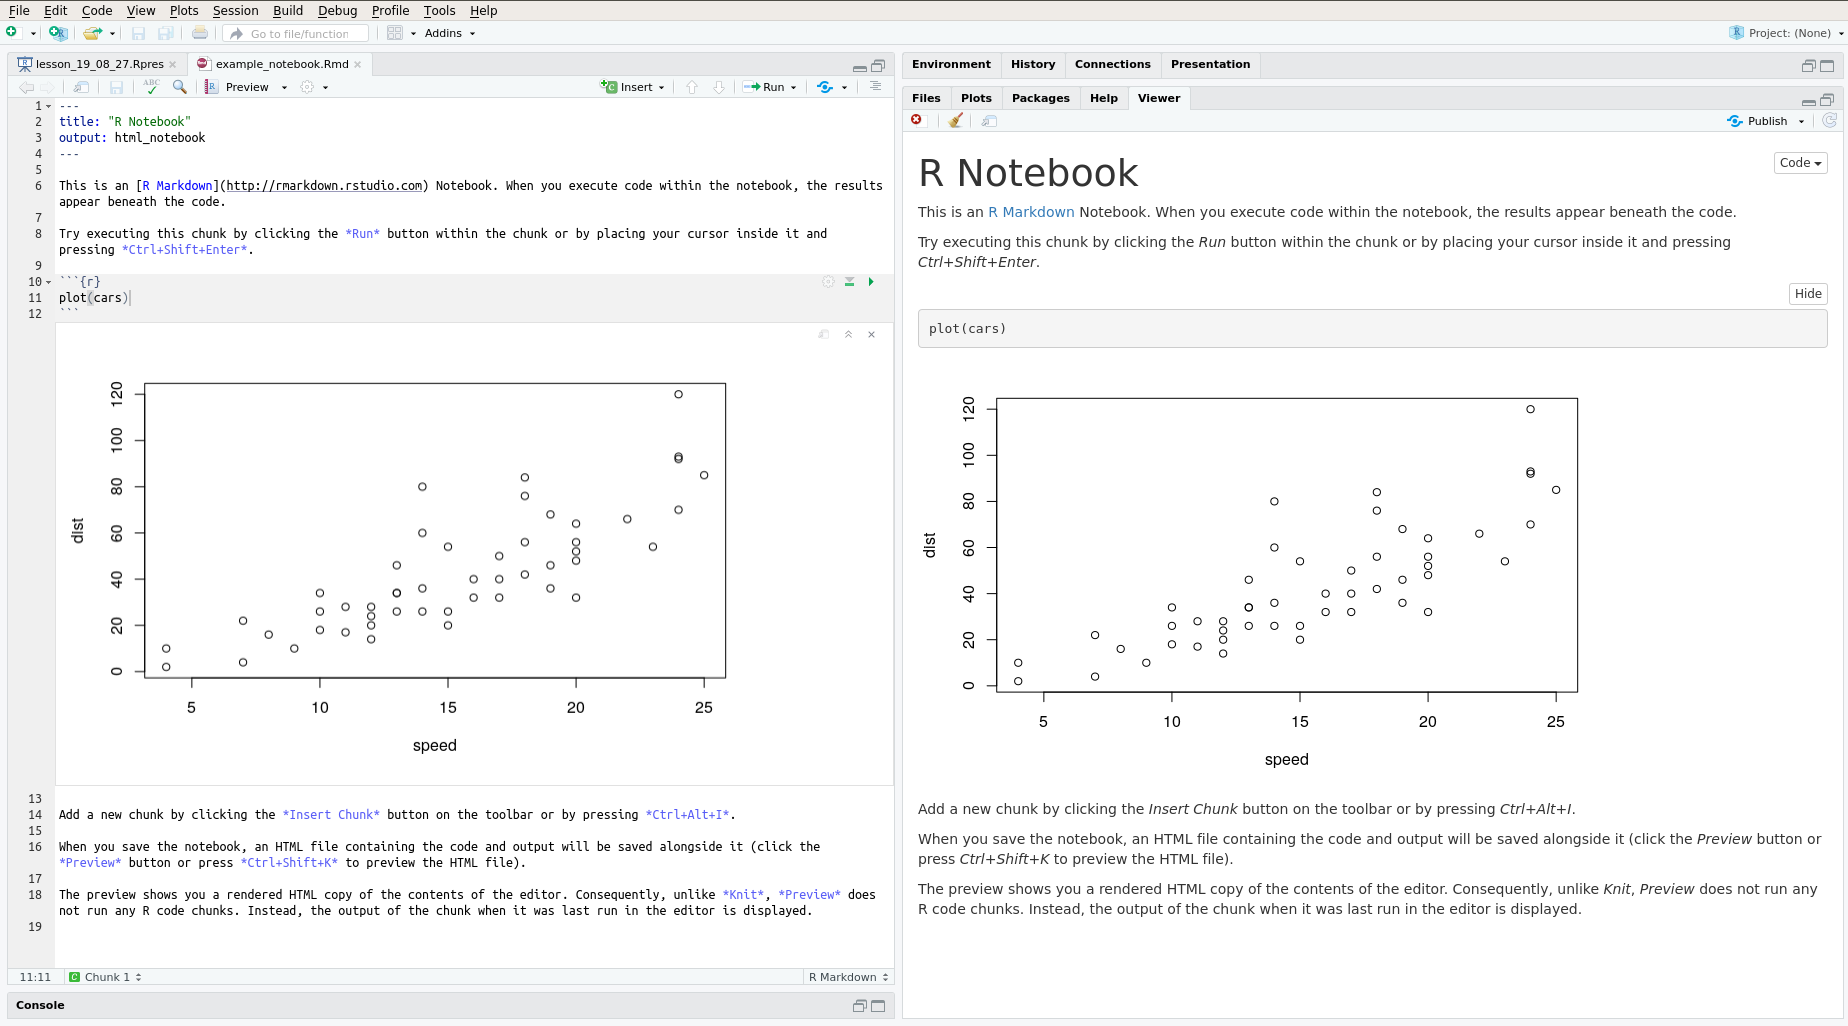 File Edit Code View Plots Session Build Debug Profile Tools Help
Go to file/function Addins Project: (None)
lesson_19_08_27.Rpres example_notebook.Rmd
ABC Preview Insert Run
1 ---
2 title: "R Notebook"
3 output: html_notebook
4 ---
5
6 This is an [R Markdown](http://rmarkdown.rstudio.com) Notebook. When you execute code within the notebook, the results
appear beneath the code.
7
8 Try executing this chunk by clicking the *Run* button within the chunk or by placing your cursor inside it and
pressing *Ctrl+Shift+Enter*.
9
10 ```{r}
11 plot(cars)
12 ```
120
100
80
60
40
20
0
dist
5 10 15 20 25
speed
13
14 Add a new chunk by clicking the *Insert Chunk* button on the toolbar or by pressing *Ctrl+Alt+I*.
15
16 When you save the notebook, an HTML file containing the code and output will be saved alongside it (click the
*Preview* button or press *Ctrl+Shift+K* to preview the HTML file).
17
18 The preview shows you a rendered HTML copy of the contents of the editor. Consequently, unlike *Knit*, *Preview* does
not run any R code chunks. Instead, the output of the chunk when it was last run in the editor is displayed.
19
11:11 C Chunk 1 R Markdown
Console
Environment History Connections Presentation
Files Plots Packages Help Viewer
Publish
R Notebook
Code
This is an R Markdown Notebook. When you execute code within the notebook, the results appear beneath the code.
Try executing this chunk by clicking the Run button within the chunk or by placing your cursor inside it and pressing
Ctrl+Shift+Enter.
Hide
plot(cars)
120
100
80
60
40
20
0
dist
5 10 15 20 25
speed
Add a new chunk by clicking the Insert Chunk button on the toolbar or by pressing Ctrl+Alt+I.
When you save the notebook, an HTML file containing the code and output will be saved alongside it (click the Preview button or
press Ctrl+Shift+K to preview the HTML file).
The preview shows you a rendered HTML copy of the contents of the editor. Consequently, unlike Knit, Preview does not run any
R code chunks. Instead, the output of the chunk when it was last run in the editor is displayed.